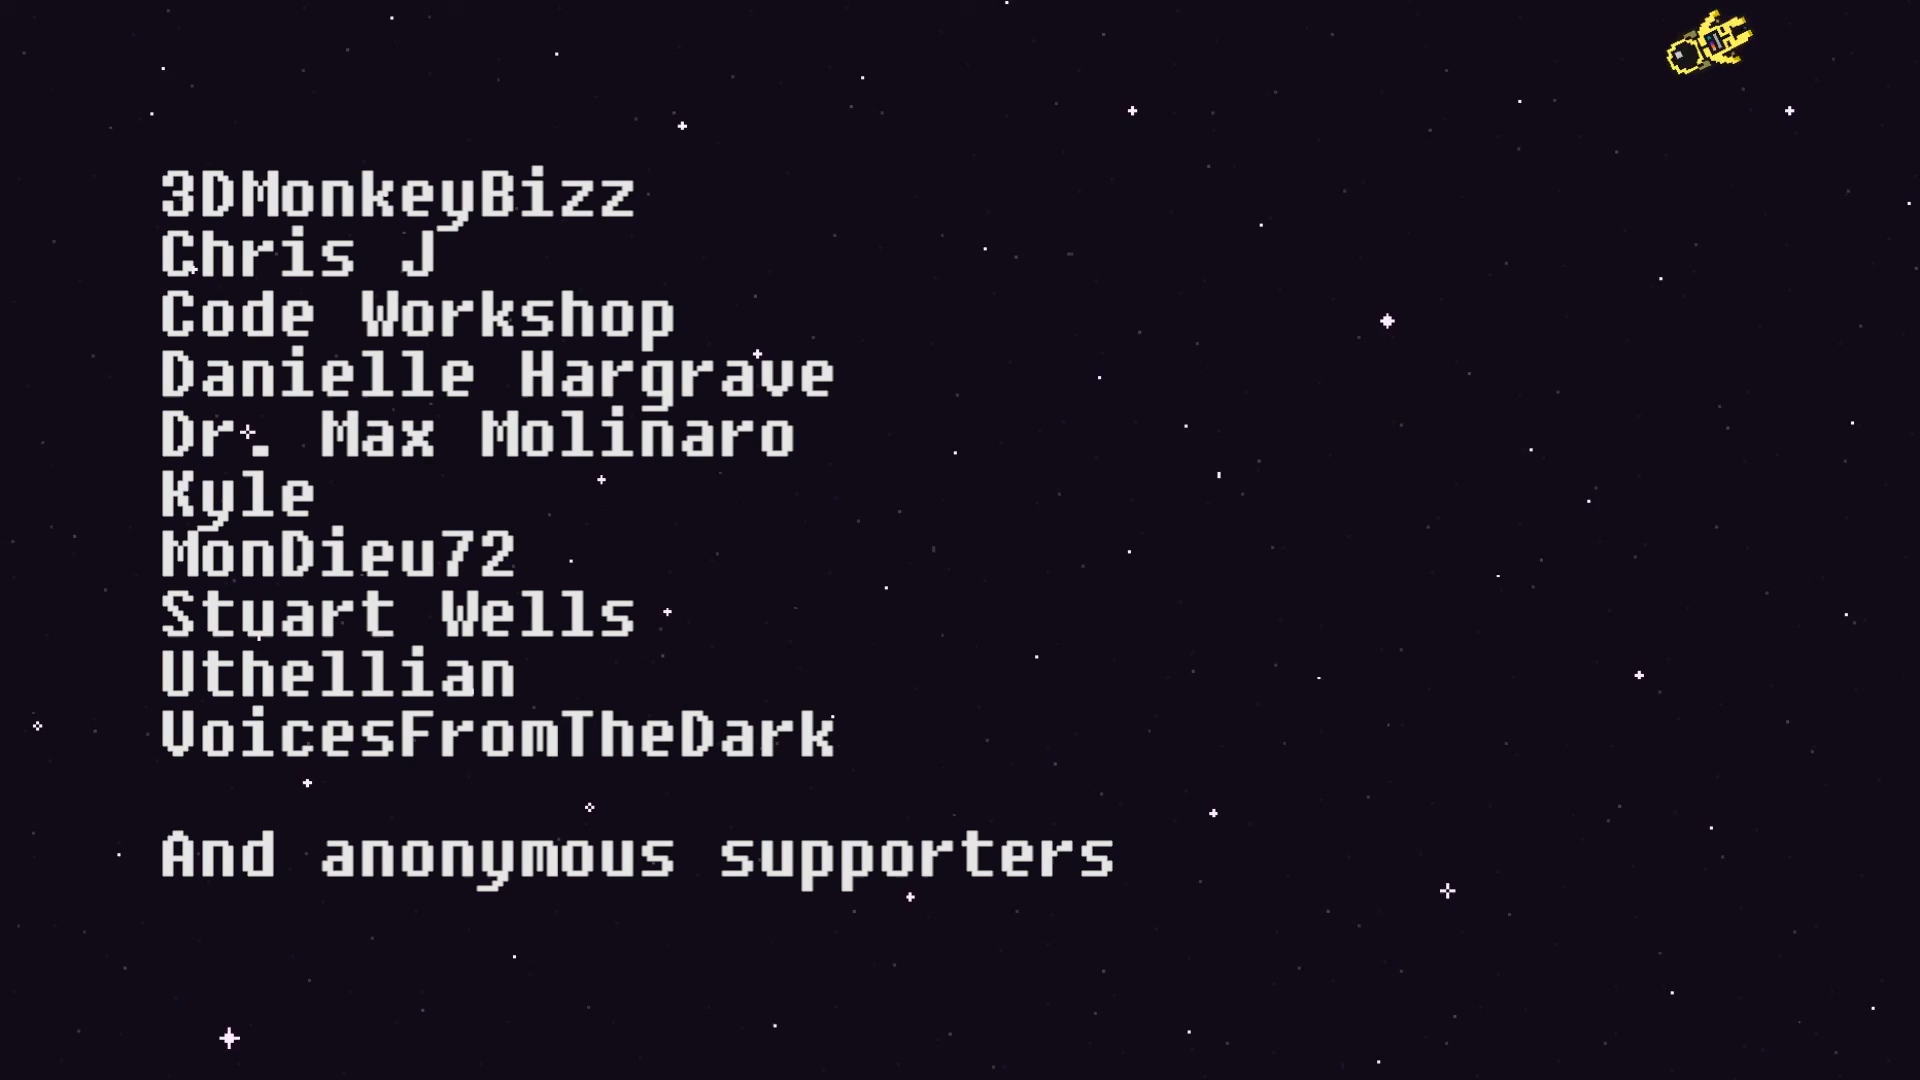 3DMonkeyBizz
Chris J
Code Workshop
Danielle Hargrave
Dr. Max Molinaro
Kyle
MonDieu72
Stuart Wells
Uthellian
VoicesFromTheDark
And anonymous supporters